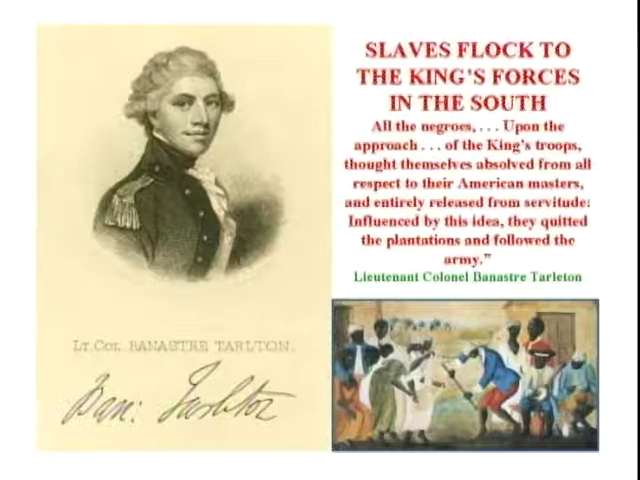 SLAVES FLOCK TO
THE KING'S FORCES
IN THE SOUTH
All the negroes, . . . Upon the
approach . . . of the King's troops,
thought themselves absolved from all
respect to their American masters,
and entirely released from servitude:
Influenced by this idea, they quitted
the plantations and followed the
army."
Lieutenant Colonel Banastre Tarleton
Lt. Col. BANASTRE TARLTON.
Ban: Tarleton